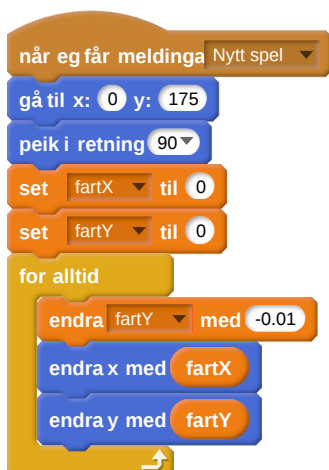 når eg får meldinga Nytt spel
gå til x: 0 y: 175
peik i retning 90
set fartX til 0
set fartY til 0
for alltid
endra fartY med -0.01
endra x med fartX
endra y med fartY